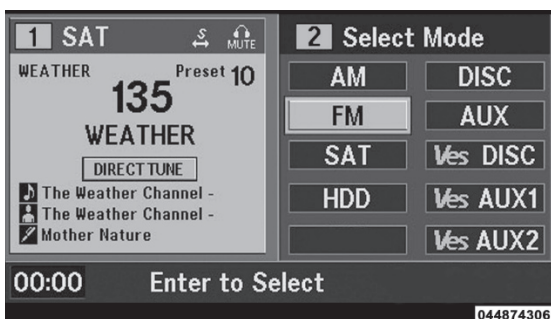 1 SAT S MUTE
WEATHER Preset 10
135
WEATHER
DIRECT TUNE
The Weather Channel -
The Weather Channel -
Mother Nature
2 Select Mode
AM DISC
FM AUX
SAT Ves DISC
HDD Ves AUX1
Ves AUX2
00:00 Enter to Select
044874306